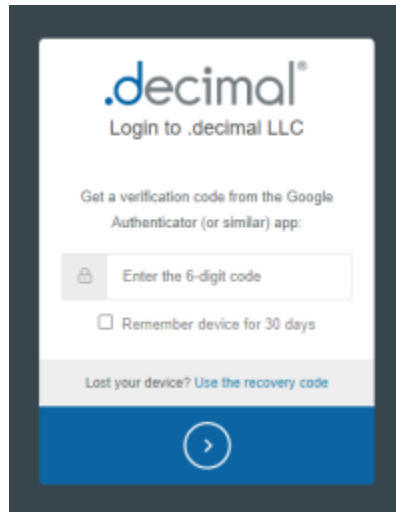 .decimal®
Login to .decimal LLC
Get a verification code from the Google
Authenticator (or similar) app:
Enter the 6-digit code
Remember device for 30 days
Lost your device? Use the recovery code